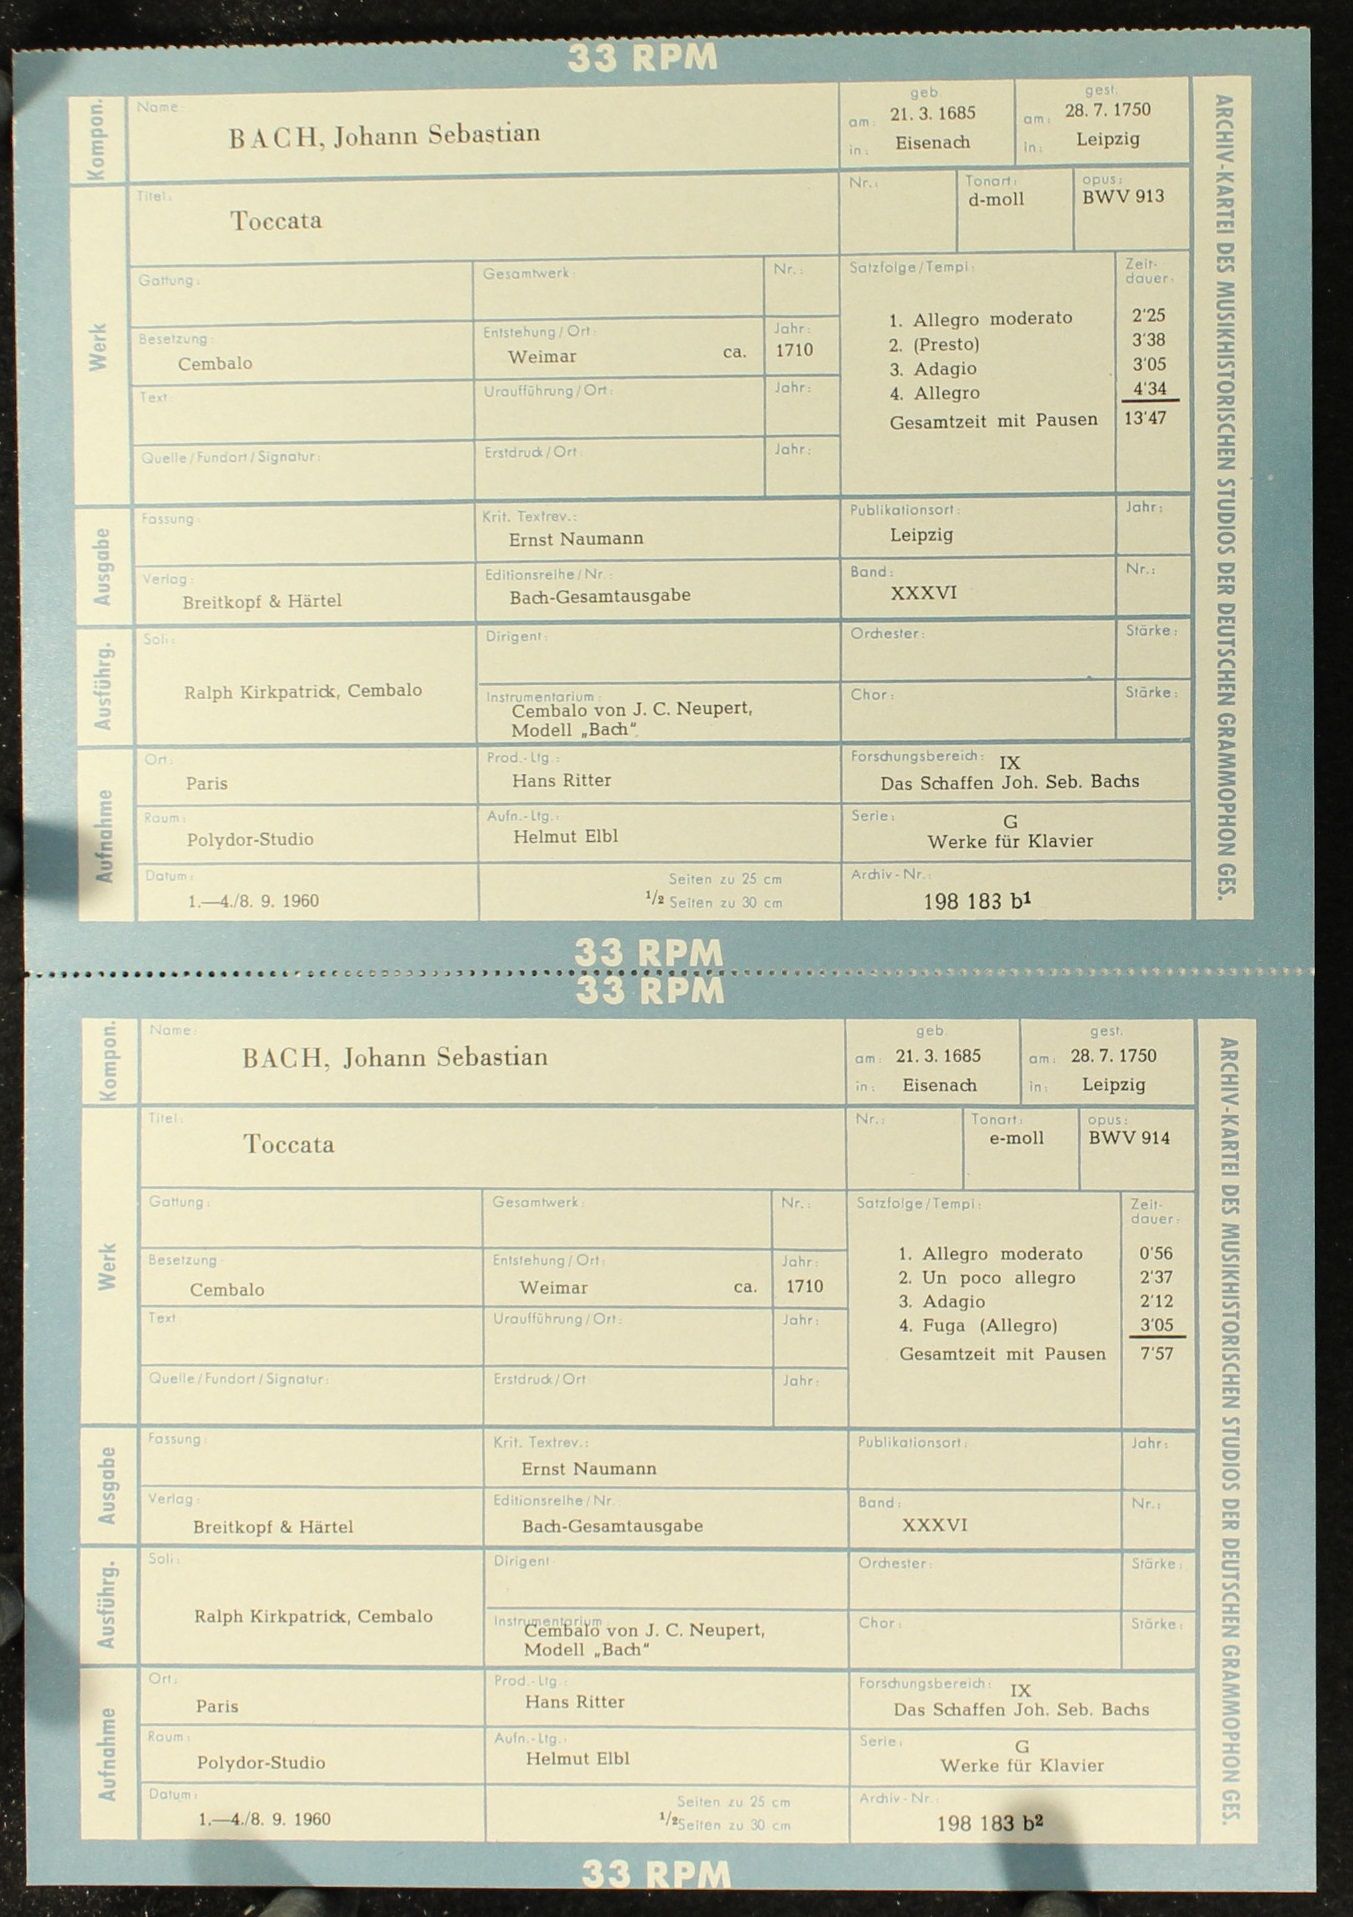 33 RPM
Kompon.
Name:
BACH, Johann Sebastian
geb.
am: 21. 3. 1685
in: Eisenach
gest.
am: 28. 7. 1750
in: Leipzig
Werk
Titel:
Toccata
Nr.:
Tonart:
d-moll
opus:
BWV 913
Gattung:
Gesamtwerk:
Nr.:
Satzfolge/Tempi:
Zeit-
dauer:
1. Allegro moderato 2'25
2. (Presto) 3'38
3. Adagio 3'05
4. Allegro 4'34
Gesamtzeit mit Pausen 13'47
Besetzung:
Cembalo
Entstehung/Ort:
Weimar ca.
Jahr:
1710
Text:
Uraufführung/Ort:
Jahr:
Quelle/Fundort/Signatur:
Erstdruck/Ort:
Jahr:
Ausgabe
Fassung:
Krit. Textrev.:
Ernst Naumann
Publikationsort:
Leipzig
Jahr:
Verlag:
Breitkopf & Härtel
Editionsreihe/Nr.:
Bach-Gesamtausgabe
Band:
XXXVI
Nr.:
Ausführg.
Soli:
Ralph Kirkpatrick, Cembalo
Dirigent:
Orchester:
Stärke:
Instrumentarium:
Cembalo von J. C. Neupert,
Modell „Bach“
Chor:
Stärke:
Aufnahme
Ort:
Paris
Prod.-Ltg.:
Hans Ritter
Forschungsbereich: IX
Das Schaffen Joh. Seb. Bachs
Raum:
Polydor-Studio
Aufn.-Ltg.:
Helmut Elbl
Serie: G
Werke für Klavier
Datum:
1.—4./8. 9. 1960
Seiten zu 25 cm
1/2 Seiten zu 30 cm
Archiv-Nr.:
198 183 b1
ARCHIV-KARTEI DES MUSIKHISTORISCHEN STUDIOS DER DEUTSCHEN GRAMMOPHON GES.
33 RPM
33 RPM
Kompon.
Name:
BACH, Johann Sebastian
geb.
am: 21. 3. 1685
in: Eisenach
gest.
am: 28. 7. 1750
in: Leipzig
Werk
Titel:
Toccata
Nr.:
Tonart:
e-moll
opus:
BWV 914
Gattung:
Gesamtwerk:
Nr.:
Satzfolge/Tempi:
Zeit-
dauer:
1. Allegro moderato 0'56
2. Un poco allegro 2'37
3. Adagio 2'12
4. Fuga (Allegro) 3'05
Gesamtzeit mit Pausen 7'57
Besetzung
Cembalo
Entstehung/Ort:
Weimar ca.
Jahr:
1710
Text
Uraufführung/Ort:
Jahr:
Quelle/Fundort/Signatur:
Erstdruck/Ort
Jahr:
Ausgabe
Fassung:
Krit. Textrev.:
Ernst Naumann
Publikationsort:
Jahr:
Verlag:
Breitkopf & Härtel
Editionsreihe/Nr.
Bach-Gesamtausgabe
Band:
XXXVI
Nr.:
Ausführg.
Soli:
Ralph Kirkpatrick, Cembalo
Dirigent
Orchester:
Stärke:
Instrumentarium
Cembalo von J. C. Neupert,
Modell „Bach“
Chor:
Stärke:
Aufnahme
Ort:
Paris
Prod.-Ltg.:
Hans Ritter
Forschungsbereich: IX
Das Schaffen Joh. Seb. Bachs
Raum:
Polydor-Studio
Aufn.-Ltg.:
Helmut Elbl
Serie: G
Werke für Klavier
Datum:
1.—4./8. 9. 1960
Seiten zu 25 cm
1/2 Seiten zu 30 cm
Archiv-Nr.:
198 183 b2
ARCHIV-KARTEI DES MUSIKHISTORISCHEN STUDIOS DER DEUTSCHEN GRAMMOPHON GES.
33 RPM